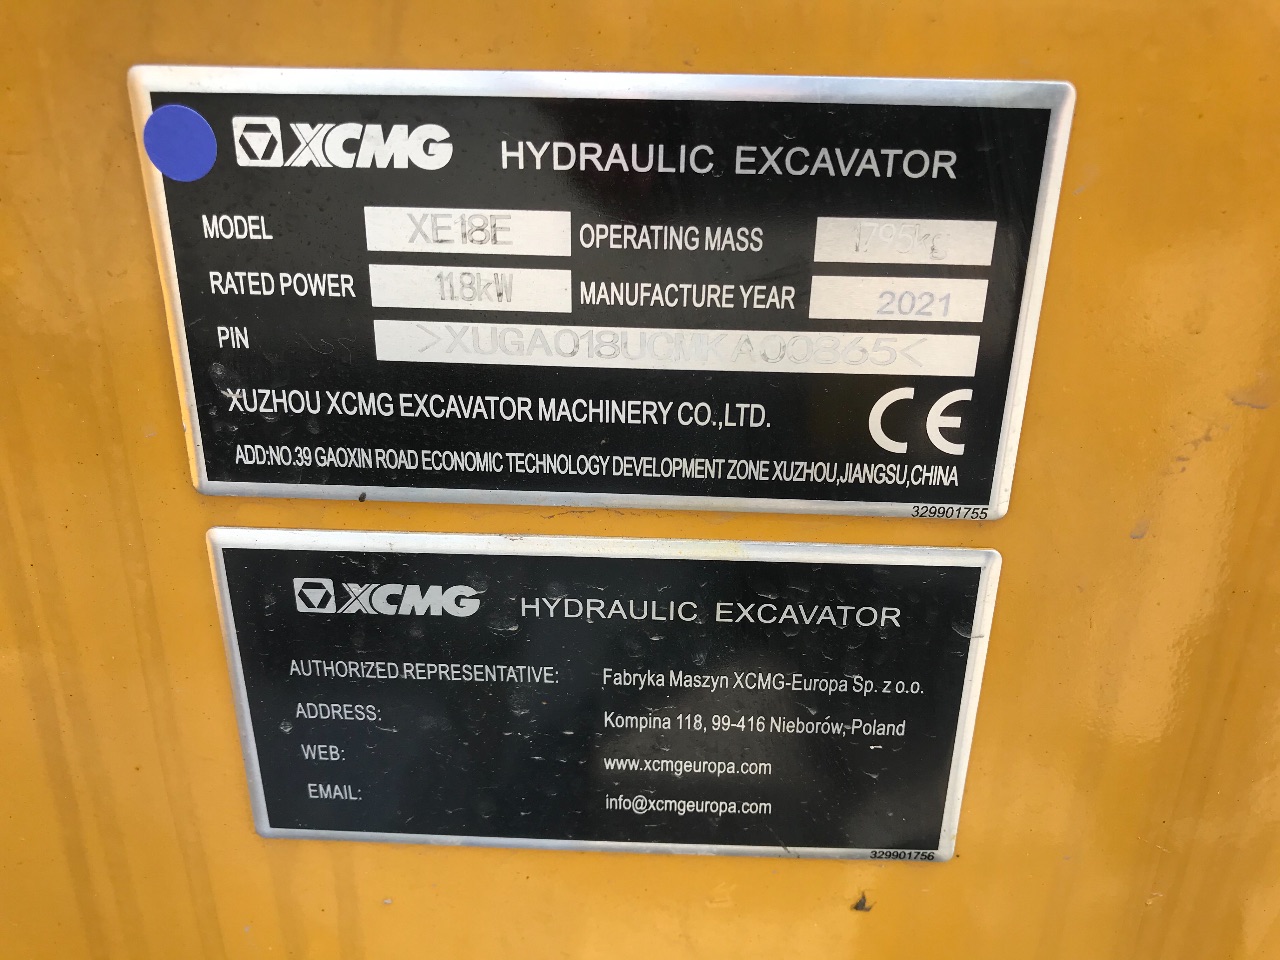 XCMG HYDRAULIC EXCAVATOR
MODEL XE18E OPERATING MASS 1795kg
RATED POWER 11.8kW MANUFACTURE YEAR 2021
PIN >XUGA018UCMKA00865<
XUZHOU XCMG EXCAVATOR MACHINERY CO.,LTD. CE
ADD:NO.39 GAOXIN ROAD ECONOMIC TECHNOLOGY DEVELOPMENT ZONE XUZHOU,JIANGSU,CHINA
329901755
XCMG HYDRAULIC EXCAVATOR
AUTHORIZED REPRESENTATIVE: Fabryka Maszyn XCMG-Europa Sp. z o.o.
ADDRESS: Kompina 118, 99-416 Nieborów, Poland
WEB: www.xcmgeuropa.com
EMAIL: info@xcmgeuropa.com
329901756